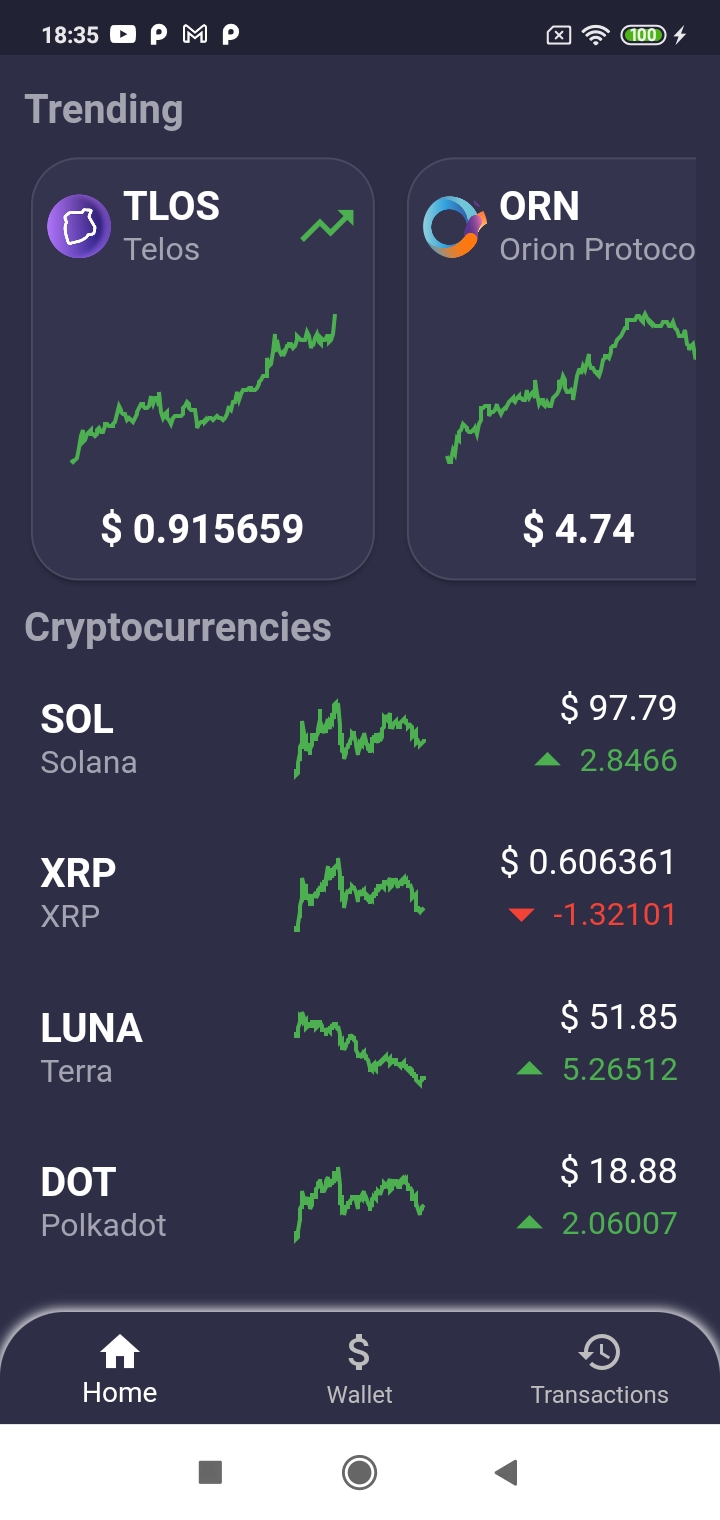 18:35
100
Trending
TLOS
Telos
$ 0.915659
ORN
Orion Protoco
$ 4.74
Cryptocurrencies
SOL
Solana
$ 97.79
2.8466
XRP
XRP
$ 0.606361
-1.32101
LUNA
Terra
$ 51.85
5.26512
DOT
Polkadot
$ 18.88
2.06007
Home
Wallet
Transactions